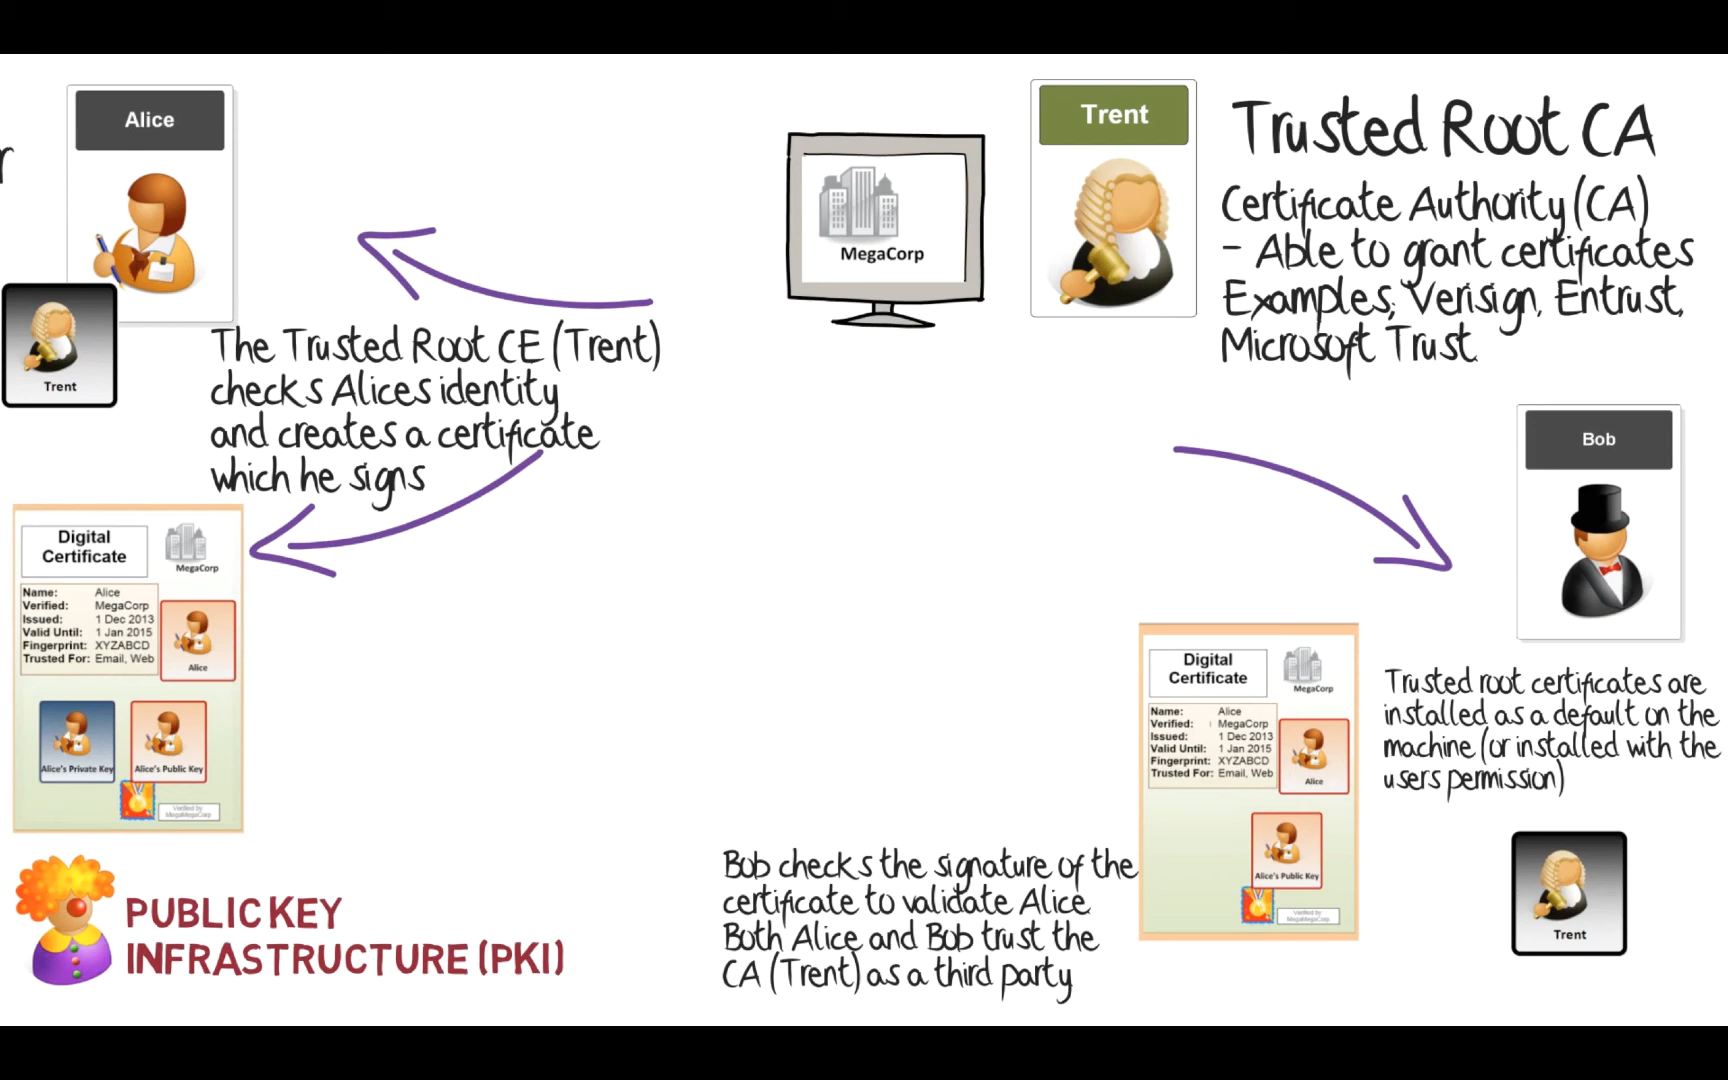 r
Alice
Trent
MegaCorp
Trent
Trusted Root CA
Certificate Authority (CA)
- Able to grant certificates
Examples; Verisign, Entrust,
Microsoft Trust.
The Trusted Root CE (Trent)
checks Alices identity
and creates a certificate
which he signs
Bob
Digital
Certificate
MegaCorp
Name: Alice
Verified: MegaCorp
Issued: 1 Dec 2013
Valid Until: 1 Jan 2015
Fingerprint: XYZABCD
Trusted For: Email, Web
Alice
Alice's Private Key
Alice's Public Key
Verified by
MegaMegaCorp
Digital
Certificate
MegaCorp
Name: Alice
Verified: MegaCorp
Issued: 1 Dec 2013
Valid Until: 1 Jan 2015
Fingerprint: XYZABCD
Trusted For: Email, Web
Alice
Alice's Public Key
Verified by
MegaMegaCorp
Trusted root certificates are
installed as a default on the
machine (or installed with the
users permission)
Trent
Bob checks the signature of the
certificate to validate Alice.
Both Alice and Bob trust the
CA (Trent) as a third party
PUBLIC KEY
INFRASTRUCTURE (PKI)